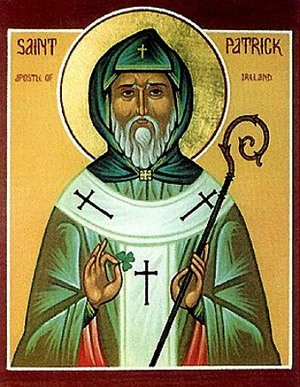 SAINT PATRICK
APOSTLE OF IRELAND